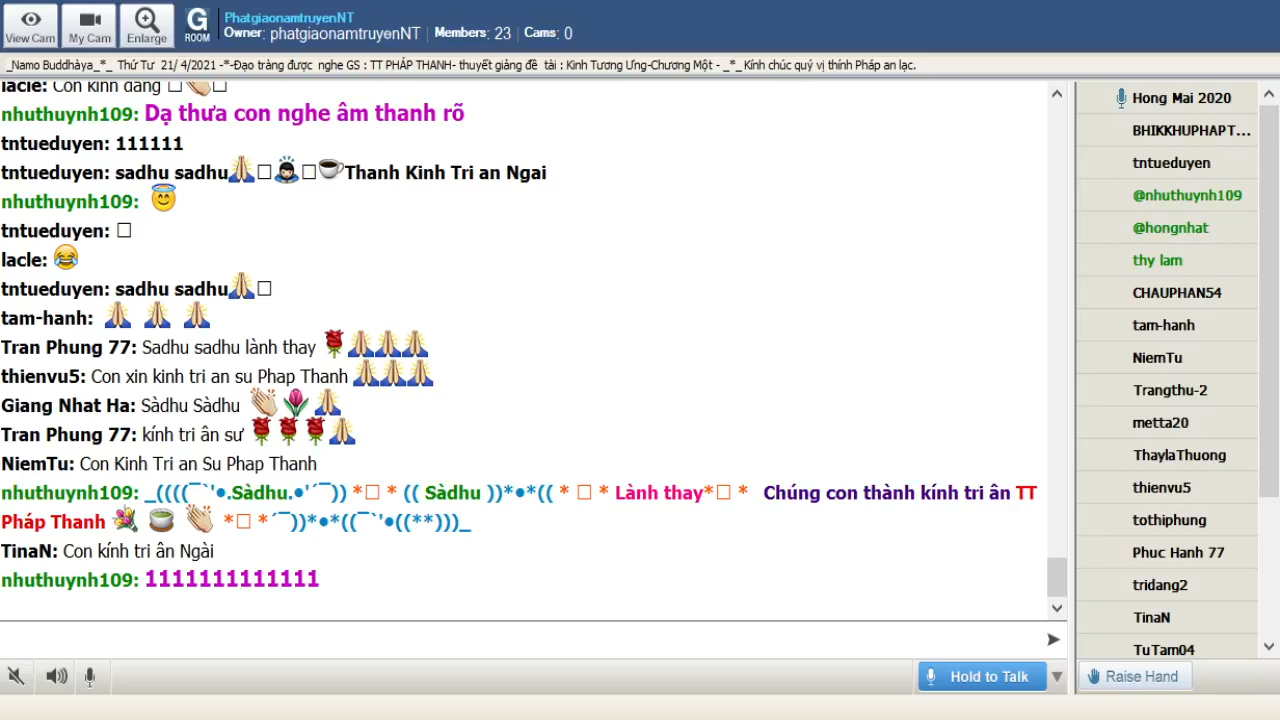 View Cam
My Cam
Enlarge
G
ROOM
PhatgiaonamtruyenNT
Owner: phatgiaonamtruyenNT | Members: 23 | Cams: 0
_Namo Buddhàya_*_ Thứ Tư 21/ 4/2021 -*-Đạo tràng được nghe GS : TT PHÁP THANH- thuyết giảng đề tài : Kinh Tương Ưng-Chương Một - _*_ Kính chúc quý vị thính Pháp an lạc.
lacle: Con kinh dang
nhuthuynh109: Dạ thưa con nghe âm thanh rõ
tntueduyen: 111111
tntueduyen: sadhu sadhu🙏□🙇□☕Thanh Kinh Tri an Ngai
nhuthuynh109: 😇
tntueduyen: □
lacle: 😂
tntueduyen: sadhu sadhu🙏□
tam-hanh: 🙏 🙏 🙏
Tran Phung 77: Sadhu sadhu lành thay 🌹🙏🙏🙏
thienvu5: Con xin kinh tri an su Phap Thanh 🙏🙏🙏
Giang Nhat Ha: Sàdhu Sàdhu 👏🌷🙏
Tran Phung 77: kính tri ân sư 🌹🌹🌹🙏
NiemTu: Con Kinh Tri an Su Phap Thanh
nhuthuynh109: _((((¯`'•.Sàdhu.•'´¯)) *□ * (( Sàdhu ))*•*(( * □ * Lành thay*□ * Chúng con thành kính tri ân TT
Pháp Thanh 💐 🍵 👏 *□ *´¯))*•*((¯`'•((**)))_
TinaN: Con kính tri ân Ngài
nhuthuynh109: 1111111111111
Hold to Talk
Hong Mai 2020
BHIKKHUPHAPT...
tntueduyen
@nhuthuynh109
@hongnhat
thy lam
CHAUPHAN54
tam-hanh
NiemTu
Trangthu-2
metta20
ThaylaThuong
thienvu5
tothiphung
Phuc Hanh 77
tridang2
TinaN
TuTam04
Raise Hand